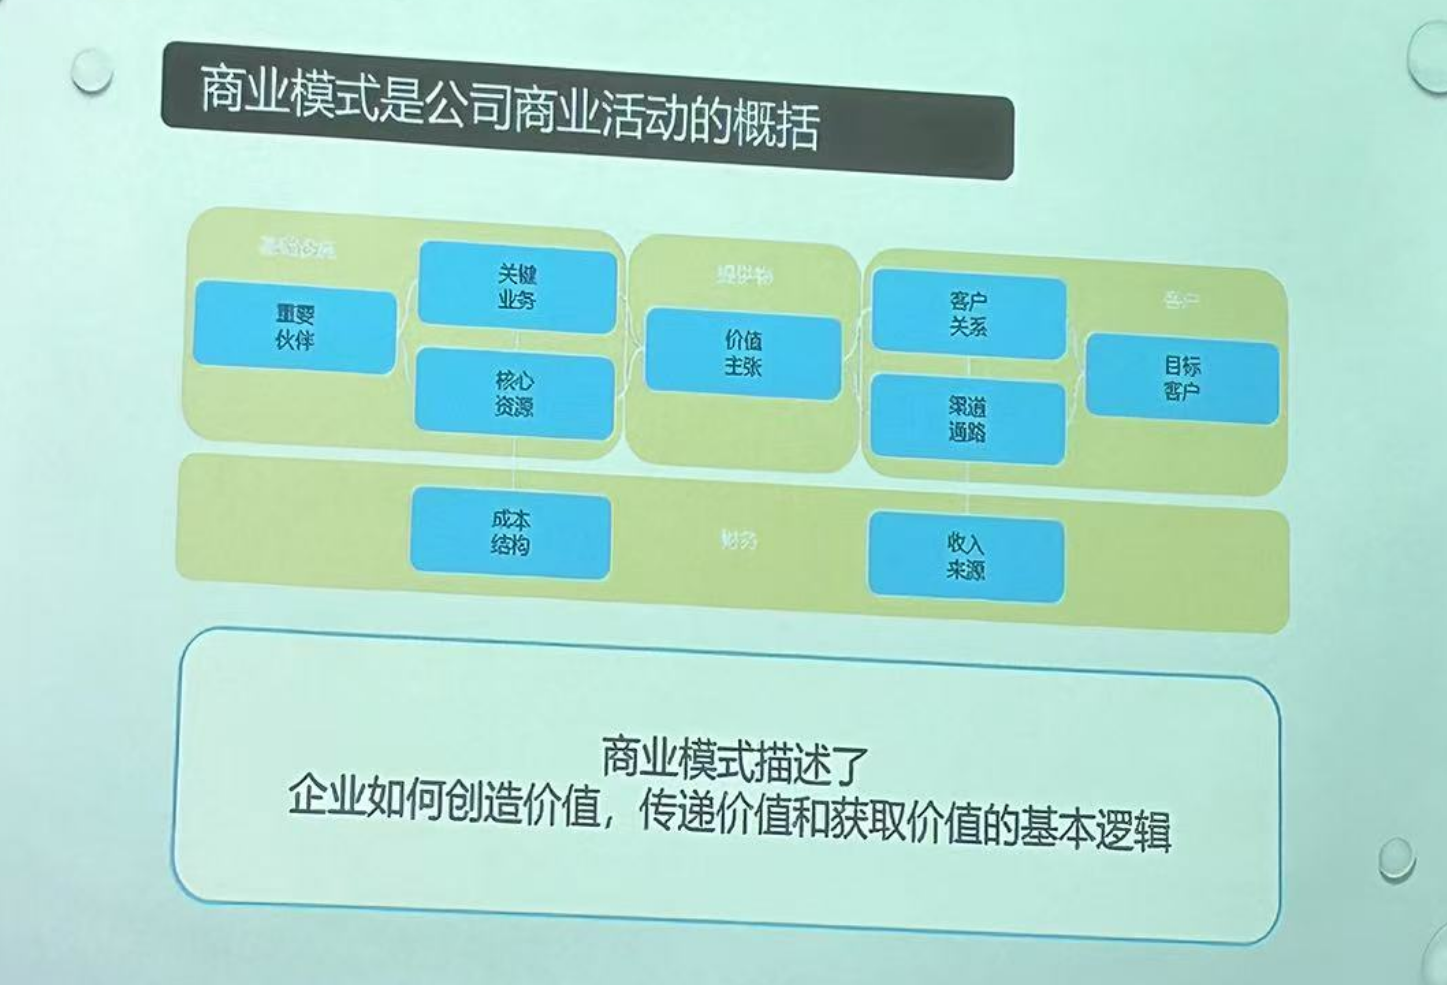 商业模式是公司商业活动的概括
提供物
客户
关键
业务
重要
伙伴
价值
主张
客户
关系
目标
客户
核心
资源
渠道
通路
成本
结构
财务
收入
来源
商业模式描述了
企业如何创造价值，传递价值和获取价值的基本逻辑